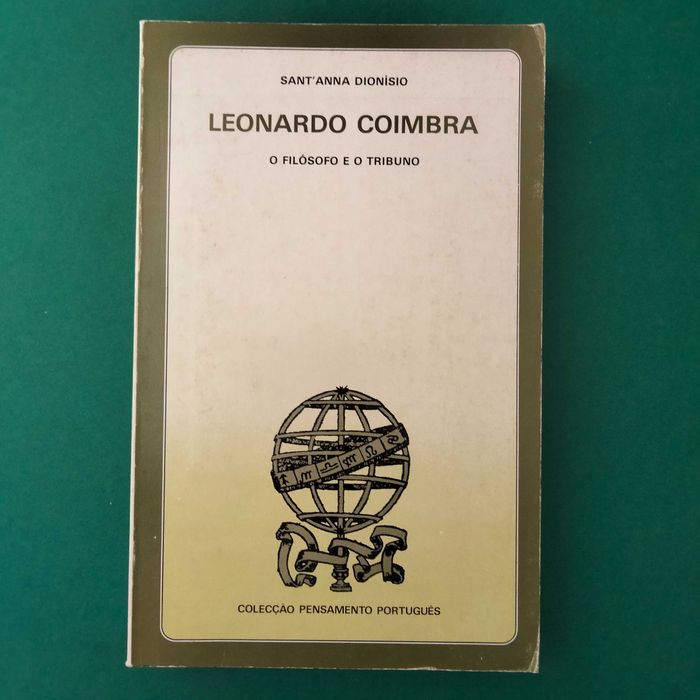 SANT'ANNA DIONÍSIO
LEONARDO COIMBRA
O FILÓSOFO E O TRIBUNO
COLECÇÃO PENSAMENTO PORTUGUÊS